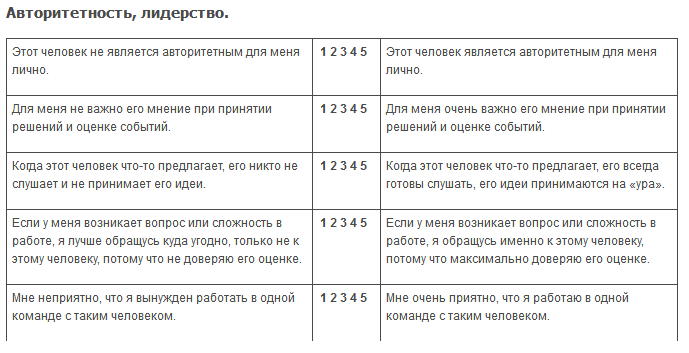 Авторитетность, лидерство.
Этот человек не является авторитетным для меня
лично.
1 2 3 4 5
Этот человек является авторитетным для меня
лично.
Для меня не важно его мнение при принятии
решений и оценке событий.
1 2 3 4 5
Для меня очень важно его мнение при принятии
решений и оценке событий.
Когда этот человек что-то предлагает, его никто не
слушает и не принимает его идеи.
1 2 3 4 5
Когда этот человек что-то предлагает, его всегда
готовы слушать, его идеи принимаются на «ура».
Если у меня возникает вопрос или сложность в
работе, я лучше обращусь куда угодно, только не к
этому человеку, потому что не доверяю его оценке.
1 2 3 4 5
Если у меня возникает вопрос или сложность в
работе, я обращусь именно к этому человеку,
потому что максимально доверяю его оценке.
Мне неприятно, что я вынужден работать в одной
команде с таким человеком.
1 2 3 4 5
Мне очень приятно, что я работаю в одной
команде с таким человеком.